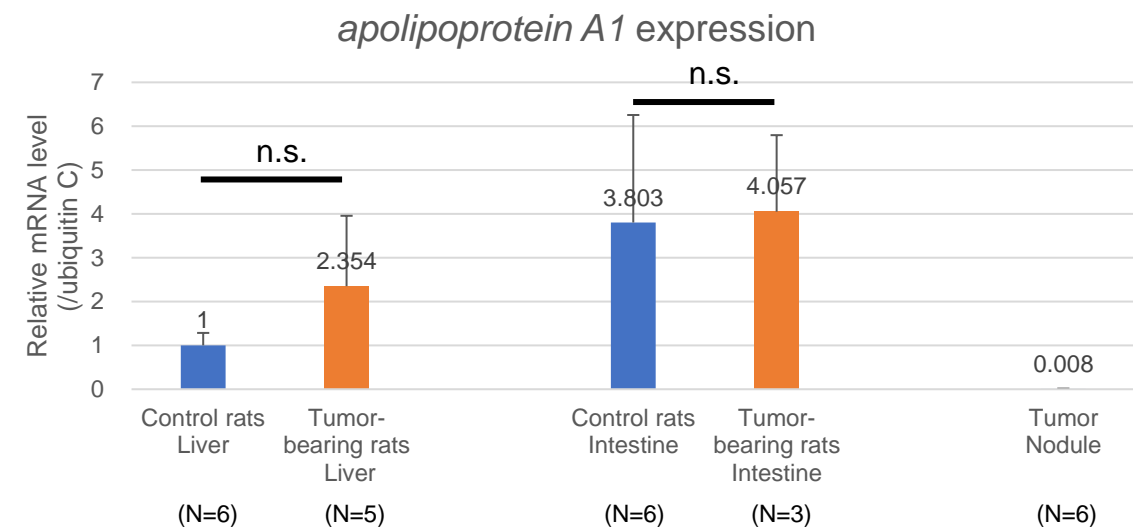 apolipoprotein A1 expression
Relative mRNA level
(/ubiquitin C)
7
6
5
4
3
2
1
0
n.s.
n.s.
1
2.354
3.803
4.057
0.008
Control rats
Liver
Tumor-
bearing rats
Liver
Control rats
Intestine
Tumor-
bearing rats
Intestine
Tumor
Nodule
(N=6)
(N=5)
(N=6)
(N=3)
(N=6)